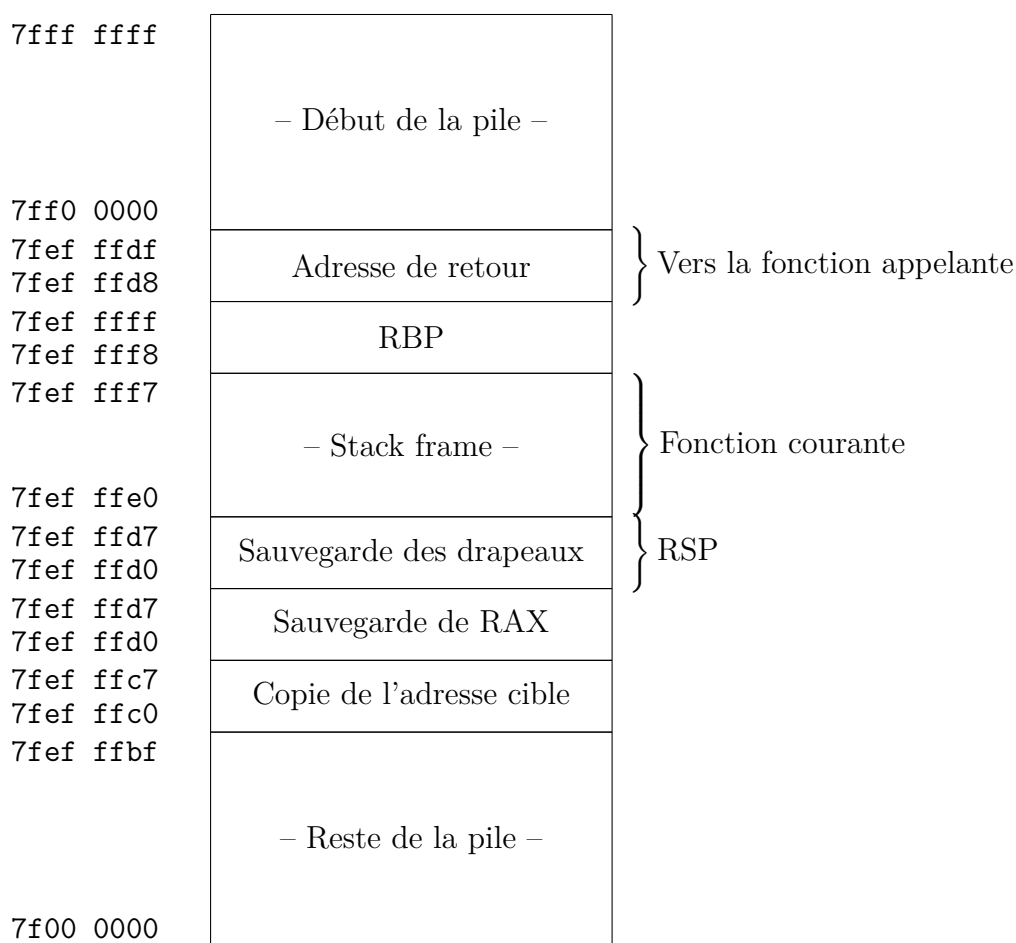 7fff ffff
– Début de la pile –
7ff0 0000
7fef ffdf
Adresse de retour
Vers la fonction appelante
7fef ffd8
7fef ffff
RBP
7fef fff8
7fef fff7
– Stack frame –
Fonction courante
7fef ffe0
7fef ffd7
Sauvegarde des drapeaux
RSP
7fef ffd0
7fef ffd7
Sauvegarde de RAX
7fef ffd0
7fef ffc7
Copie de l'adresse cible
7fef ffc0
7fef ffbf
– Reste de la pile –
7f00 0000